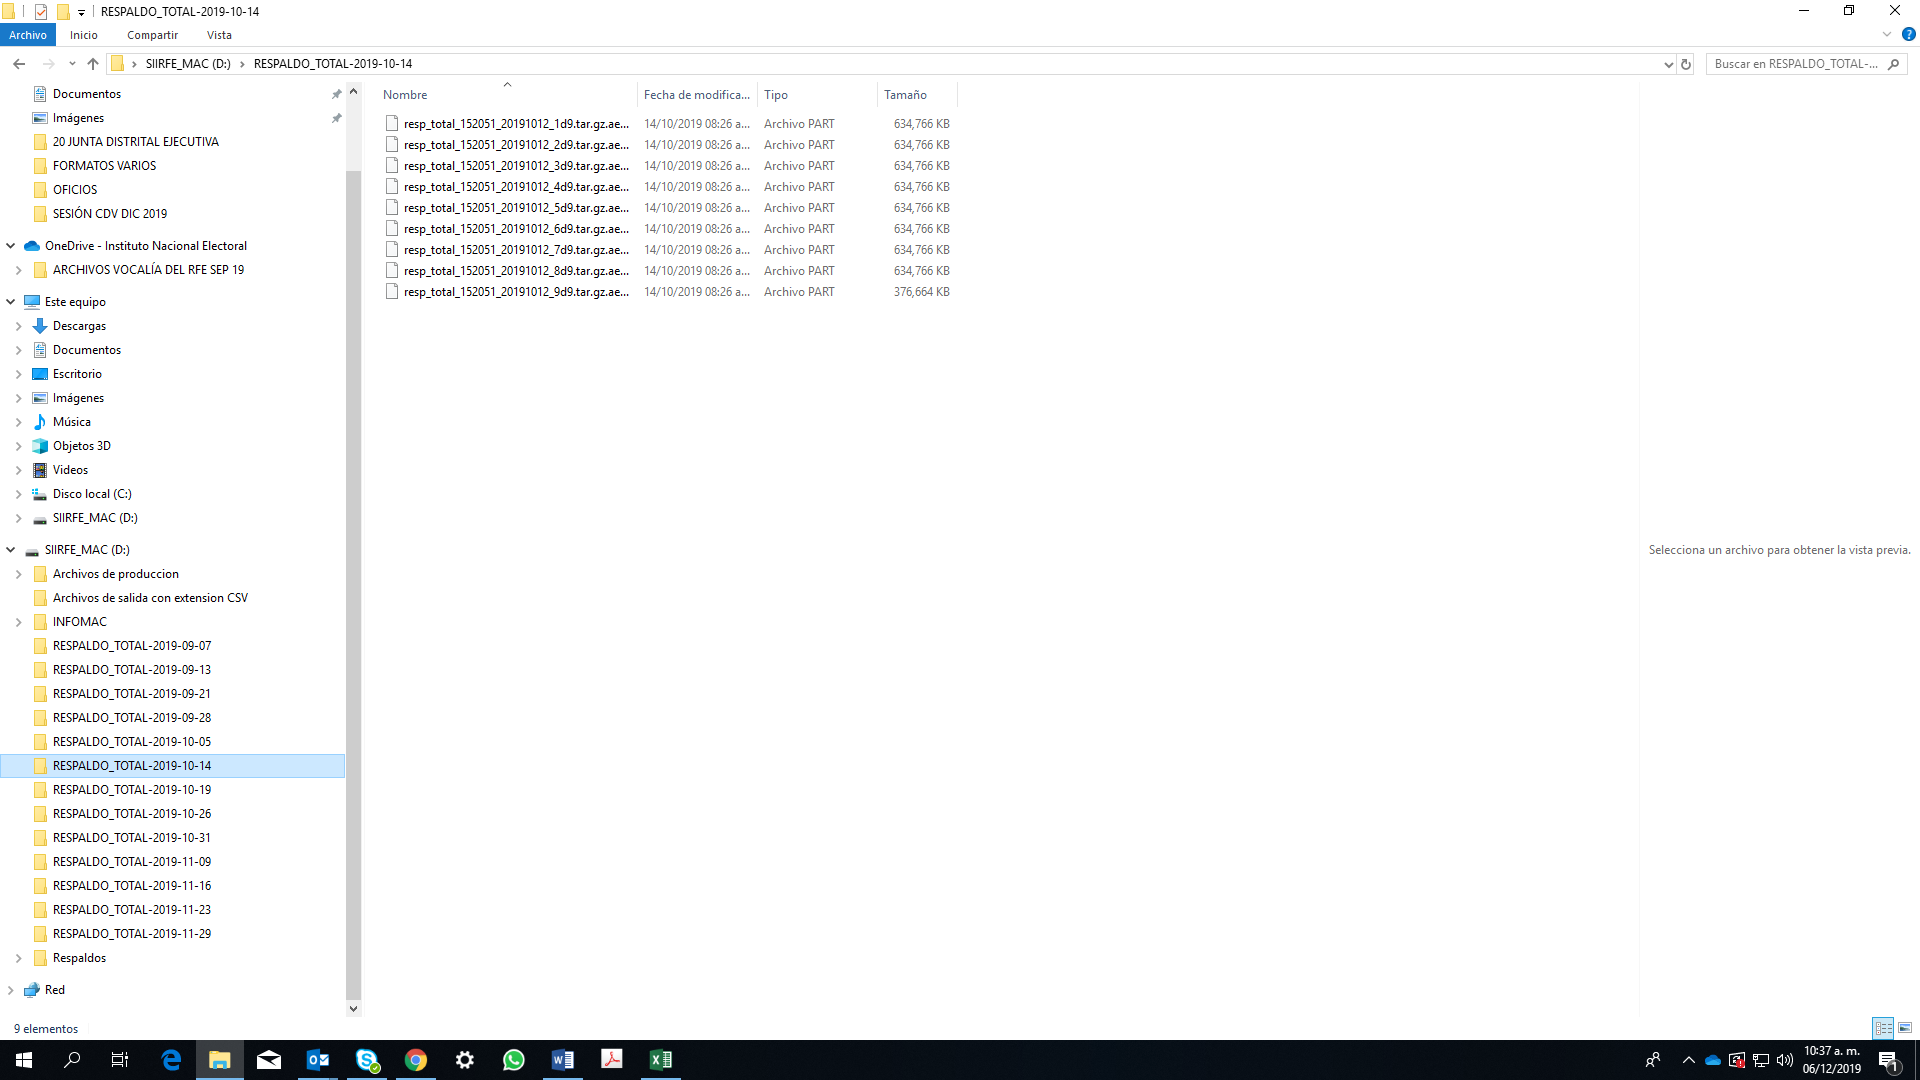 RESPALDO_TOTAL-2019-10-14
Archivo Inicio Compartir Vista
SIIRFE_MAC (D:) RESPALDO_TOTAL-2019-10-14
Buscar en RESPALDO_TOTAL-...
Documentos
Imágenes
20 JUNTA DISTRITAL EJECUTIVA
FORMATOS VARIOS
OFICIOS
SESIÓN CDV DIC 2019
OneDrive - Instituto Nacional Electoral
ARCHIVOS VOCALÍA DEL RFE SEP 19
Este equipo
Descargas
Documentos
Escritorio
Imágenes
Música
Objetos 3D
Videos
Disco local (C:)
SIIRFE_MAC (D:)
SIIRFE_MAC (D:)
Archivos de produccion
Archivos de salida con extension CSV
INFOMAC
RESPALDO_TOTAL-2019-09-07
RESPALDO_TOTAL-2019-09-13
RESPALDO_TOTAL-2019-09-21
RESPALDO_TOTAL-2019-09-28
RESPALDO_TOTAL-2019-10-05
RESPALDO_TOTAL-2019-10-14
RESPALDO_TOTAL-2019-10-19
RESPALDO_TOTAL-2019-10-26
RESPALDO_TOTAL-2019-10-31
RESPALDO_TOTAL-2019-11-09
RESPALDO_TOTAL-2019-11-16
RESPALDO_TOTAL-2019-11-23
RESPALDO_TOTAL-2019-11-29
Respaldos
Red
Nombre Fecha de modifica... Tipo Tamaño
resp_total_152051_20191012_1d9.tar.gz.ae... 14/10/2019 08:26 a... Archivo PART 634,766 KB
resp_total_152051_20191012_2d9.tar.gz.ae... 14/10/2019 08:26 a... Archivo PART 634,766 KB
resp_total_152051_20191012_3d9.tar.gz.ae... 14/10/2019 08:26 a... Archivo PART 634,766 KB
resp_total_152051_20191012_4d9.tar.gz.ae... 14/10/2019 08:26 a... Archivo PART 634,766 KB
resp_total_152051_20191012_5d9.tar.gz.ae... 14/10/2019 08:26 a... Archivo PART 634,766 KB
resp_total_152051_20191012_6d9.tar.gz.ae... 14/10/2019 08:26 a... Archivo PART 634,766 KB
resp_total_152051_20191012_7d9.tar.gz.ae... 14/10/2019 08:26 a... Archivo PART 634,766 KB
resp_total_152051_20191012_8d9.tar.gz.ae... 14/10/2019 08:26 a... Archivo PART 634,766 KB
resp_total_152051_20191012_9d9.tar.gz.ae... 14/10/2019 08:26 a... Archivo PART 376,664 KB
Selecciona un archivo para obtener la vista previa.
9 elementos
10:37 a. m.
06/12/2019
1